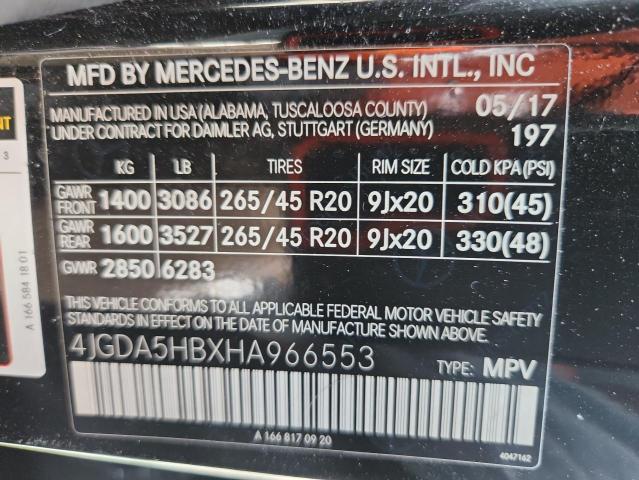 MFD BY MERCEDES-BENZ U.S. INTL., INC
MANUFACTURED IN USA (ALABAMA, TUSCALOOSA COUNTY) 05/17
UNDER CONTRACT FOR DAIMLER AG, STUTTGART (GERMANY) 197
KG LB TIRES RIM SIZE COLD KPA(PSI)
GAWR FRONT 1400 3086 265/45 R20 9Jx20 310(45)
GAWR REAR 1600 3527 265/45 R20 9Jx20 330(48)
GVWR 2850 6283
THIS VEHICLE CONFORMS TO ALL APPLICABLE FEDERAL MOTOR VEHICLE SAFETY
STANDARDS IN EFFECT ON THE DATE OF MANUFACTURE SHOWN ABOVE.
4JGDA5HBXHA966553 TYPE: MPV
A 166 817 09 20
4047162
3
A 166 584 18 01